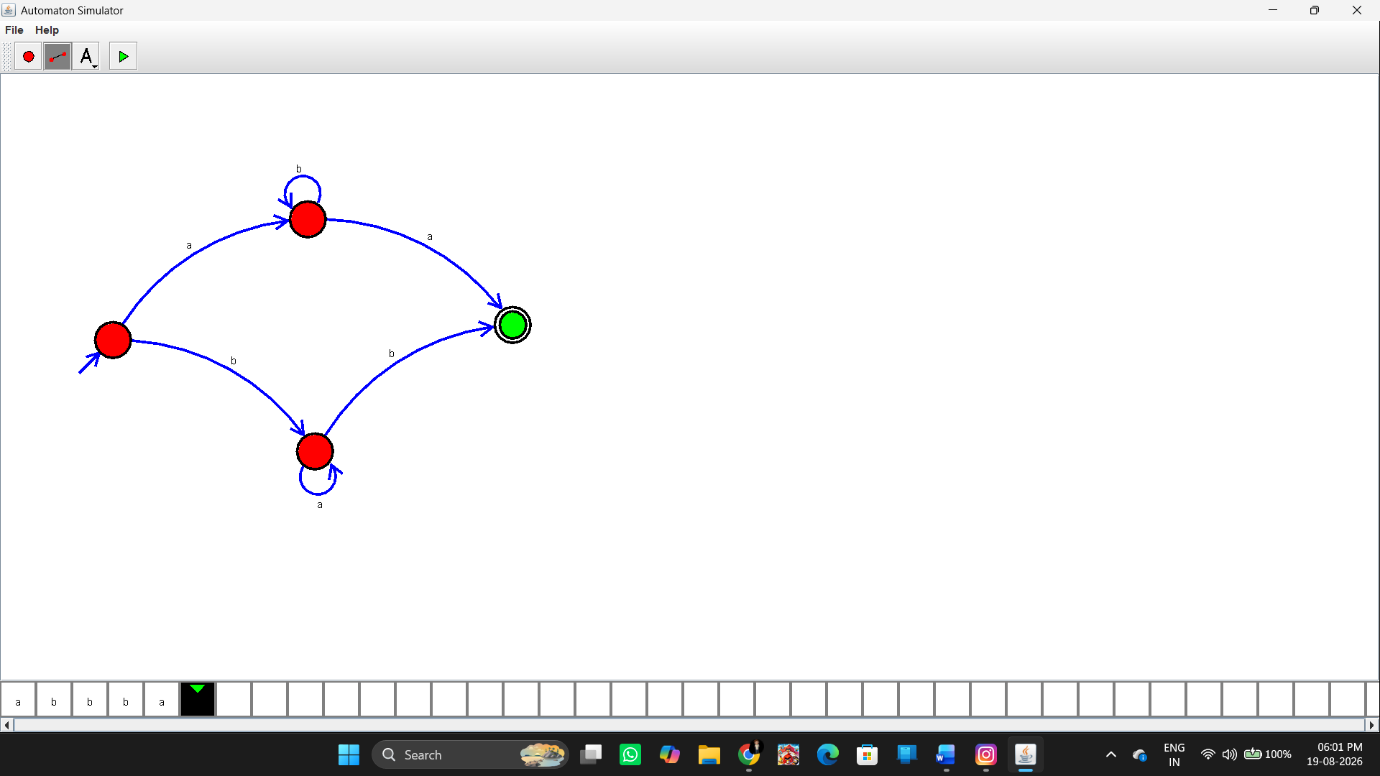 Automaton Simulator
File Help
A
b
a
a
b
b
a
a b b b a
Search
ENG
IN
100%
06:01 PM
19-08-2026